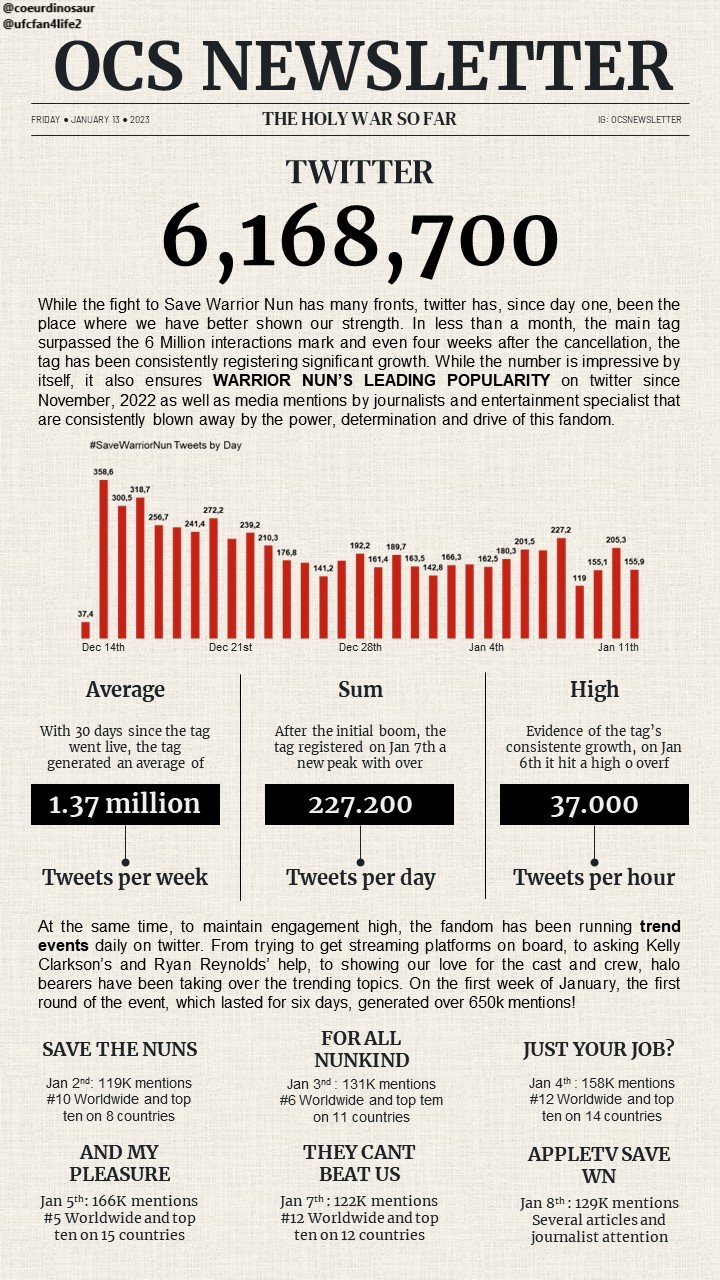 @coeurdinosaur
@ufcfan4life2
OCS NEWSLETTER
FRIDAY ● JANUARY 13 ● 2023
THE HOLY WAR SO FAR
IG: OCSNEWSLETTER
TWITTER
6,168,700
While the fight to Save Warrior Nun has many fronts, twitter has, since day one, been the
place where we have better shown our strength. In less than a month, the main tag
surpassed the 6 Million interactions mark and even four weeks after the cancellation, the
tag has been consistently registering significant growth. While the number is impressive by
itself, it also ensures WARRIOR NUN'S LEADING POPULARITY on twitter since
November, 2022 as well as media mentions by journalists and entertainment specialist that
are consistently blown away by the power, determination and drive of this fandom.
#SaveWarriorNun Tweets by Day
37,4 358,6 300,5 318,7 256,7 241,4 272,2 239,2 210,3 176,8 141,2 192,2 161,4 189,7 163,5 142,8 166,3 162,5 180,3 201,5 227,2 119 155,1 205,3 155,9
Dec 14th Dec 21st Dec 28th Jan 4th Jan 11th
Average
With 30 days since the tag
went live, the tag
generated an average of
1.37 million
Tweets per week
Sum
After the initial boom, the
tag registered on Jan 7th a
new peak with over
227.200
Tweets per day
High
Evidence of the tag's
consistente growth, on Jan
6th it hit a high o overf
37.000
Tweets per hour
At the same time, to maintain engagement high, the fandom has been running trend
events daily on twitter. From trying to get streaming platforms on board, to asking Kelly
Clarkson's and Ryan Reynolds' help, to showing our love for the cast and crew, halo
bearers have been taking over the trending topics. On the first week of January, the first
round of the event, which lasted for six days, generated over 650k mentions!
SAVE THE NUNS
Jan 2nd: 119K mentions
#10 Worldwide and top
ten on 8 countries
FOR ALL
NUNKIND
Jan 3nd : 131K mentions
#6 Worldwide and top tem
on 11 countries
JUST YOUR JOB?
Jan 4th : 158K mentions
#12 Worldwide and top
ten on 14 countries
AND MY
PLEASURE
Jan 5th: 166K mentions
#5 Worldwide and top
ten on 15 countries
THEY CANT
BEAT US
Jan 7th : 122K mentions
#12 Worldwide and top
ten on 12 countries
APPLETV SAVE
WN
Jan 8th : 129K mentions
Several articles and
journalist attention